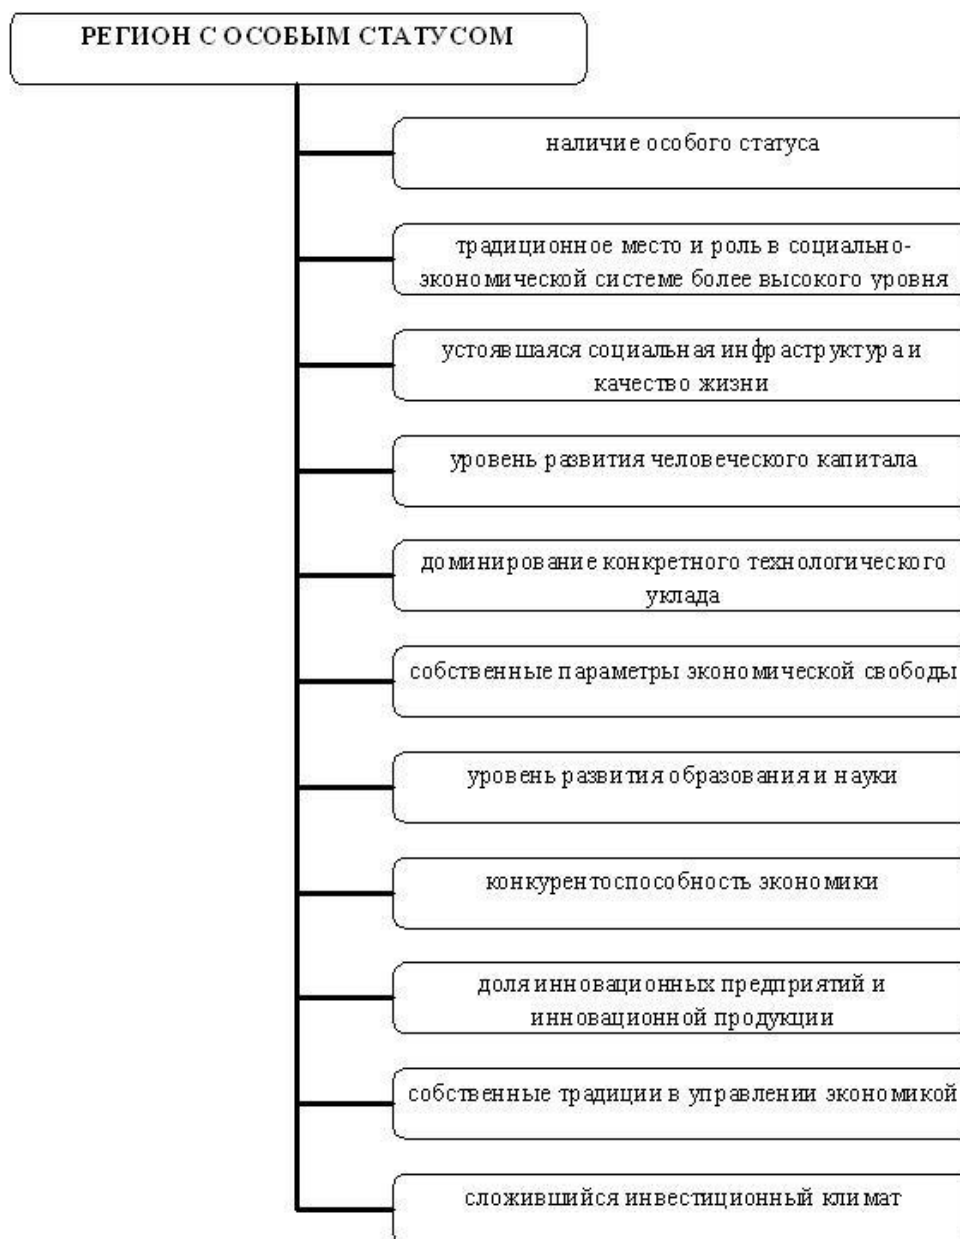 РЕГИОН С ОСОБЫМ СТАТУСОМ
наличие особого статуса
традиционное место и роль в социально-
экономической системе более высокого уровня
устоявшаяся социальная инфраструктура и
качество жизни
уровень развития человеческого капитала
доминирование конкретного технологического
уклада
собственные параметры экономической свободы
уровень развития образования и науки
конкурентоспособность экономики
доля инновационных предприятий и
инновационной продукции
собственные традиции в управлении экономикой
сложившийся инвестиционный климат